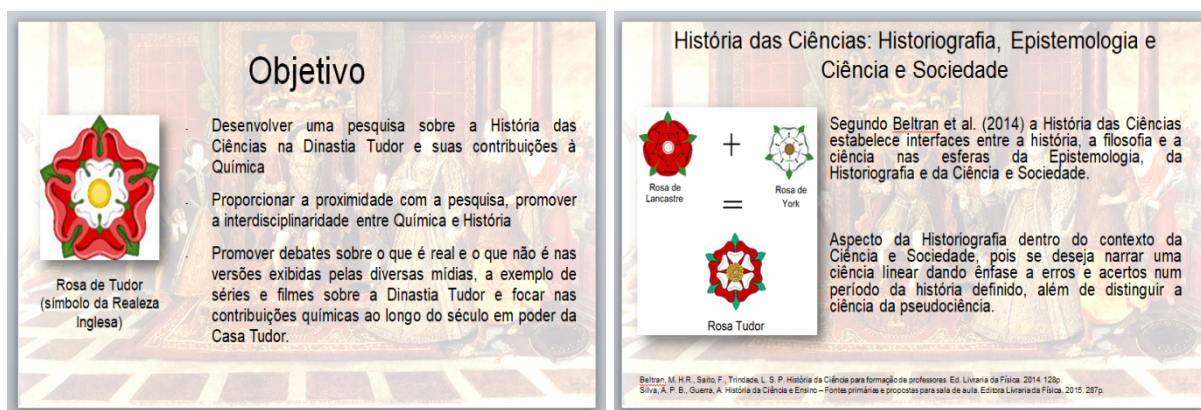 Objetivo
- Desenvolver uma pesquisa sobre a História das
Ciências na Dinastia Tudor e suas contribuições à
Química
- Proporcionar a proximidade com a pesquisa, promover
a interdisciplinaridade entre Química e História
- Promover debates sobre o que é real e o que não é nas
versões exibidas pelas diversas mídias, a exemplo de
séries e filmes sobre a Dinastia Tudor e focar nas
contribuições químicas ao longo do século em poder da
Casa Tudor.
Rosa de Tudor
(símbolo da Realeza
Inglesa)
História das Ciências: Historiografia, Epistemologia e
Ciência e Sociedade
+
Rosa de
Lancastre
Rosa de
York
=
Rosa Tudor
Segundo Beltran et al. (2014) a História das Ciências
estabelece interfaces entre a história, a filosofia e a
ciência nas esferas da Epistemologia, da
Historiografia e da Ciência e Sociedade.
Aspecto da Historiografia dentro do contexto da
Ciência e Sociedade, pois se deseja narrar uma
ciência linear dando ênfase a erros e acertos num
período da história definido, além de distinguir a
ciência da pseudociência.
Beltran, M. H.R., Saito, F., Trindade, L. S. P. História da Ciência para formação de professores. Ed. Livraria da Física. 2014. 128p.
Silva, A. P. B., Guerra, A. História da Ciência e Ensino – Fontes primárias e propostas para sala de aula. Editora Livraria da Física. 2015. 287p.